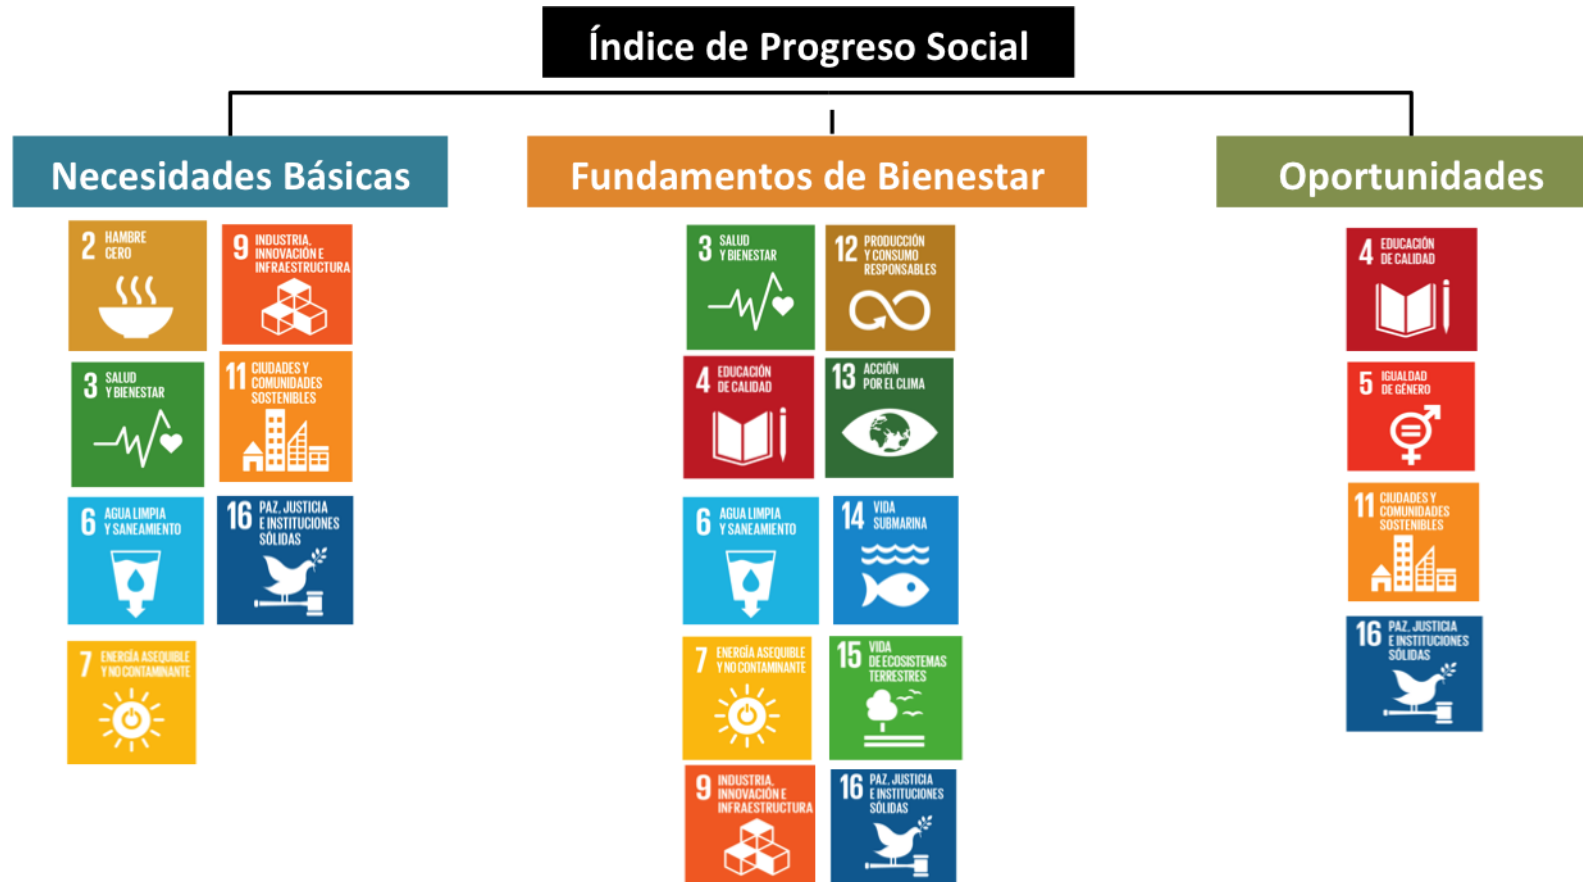 Índice de Progreso Social
Necesidades Básicas
2 HAMBRE
CERO
9 INDUSTRIA,
INNOVACIÓN E
INFRAESTRUCTURA
3 SALUD
Y BIENESTAR
11 CIUDADES Y
COMUNIDADES
SOSTENIBLES
6 AGUA LIMPIA
Y SANEAMIENTO
16 PAZ, JUSTICIA
E INSTITUCIONES
SÓLIDAS
7 ENERGÍA ASEQUIBLE
Y NO CONTAMINANTE
Fundamentos de Bienestar
3 SALUD
Y BIENESTAR
12 PRODUCCIÓN
Y CONSUMO
RESPONSABLES
4 EDUCACIÓN
DE CALIDAD
13 ACCIÓN
POR EL CLIMA
6 AGUA LIMPIA
Y SANEAMIENTO
14 VIDA
SUBMARINA
7 ENERGÍA ASEQUIBLE
Y NO CONTAMINANTE
15 VIDA
DE ECOSISTEMAS
TERRESTRES
9 INDUSTRIA,
INNOVACIÓN E
INFRAESTRUCTURA
16 PAZ, JUSTICIA
E INSTITUCIONES
SÓLIDAS
Oportunidades
4 EDUCACIÓN
DE CALIDAD
5 IGUALDAD
DE GÉNERO
11 CIUDADES Y
COMUNIDADES
SOSTENIBLES
16 PAZ, JUSTICIA
E INSTITUCIONES
SÓLIDAS